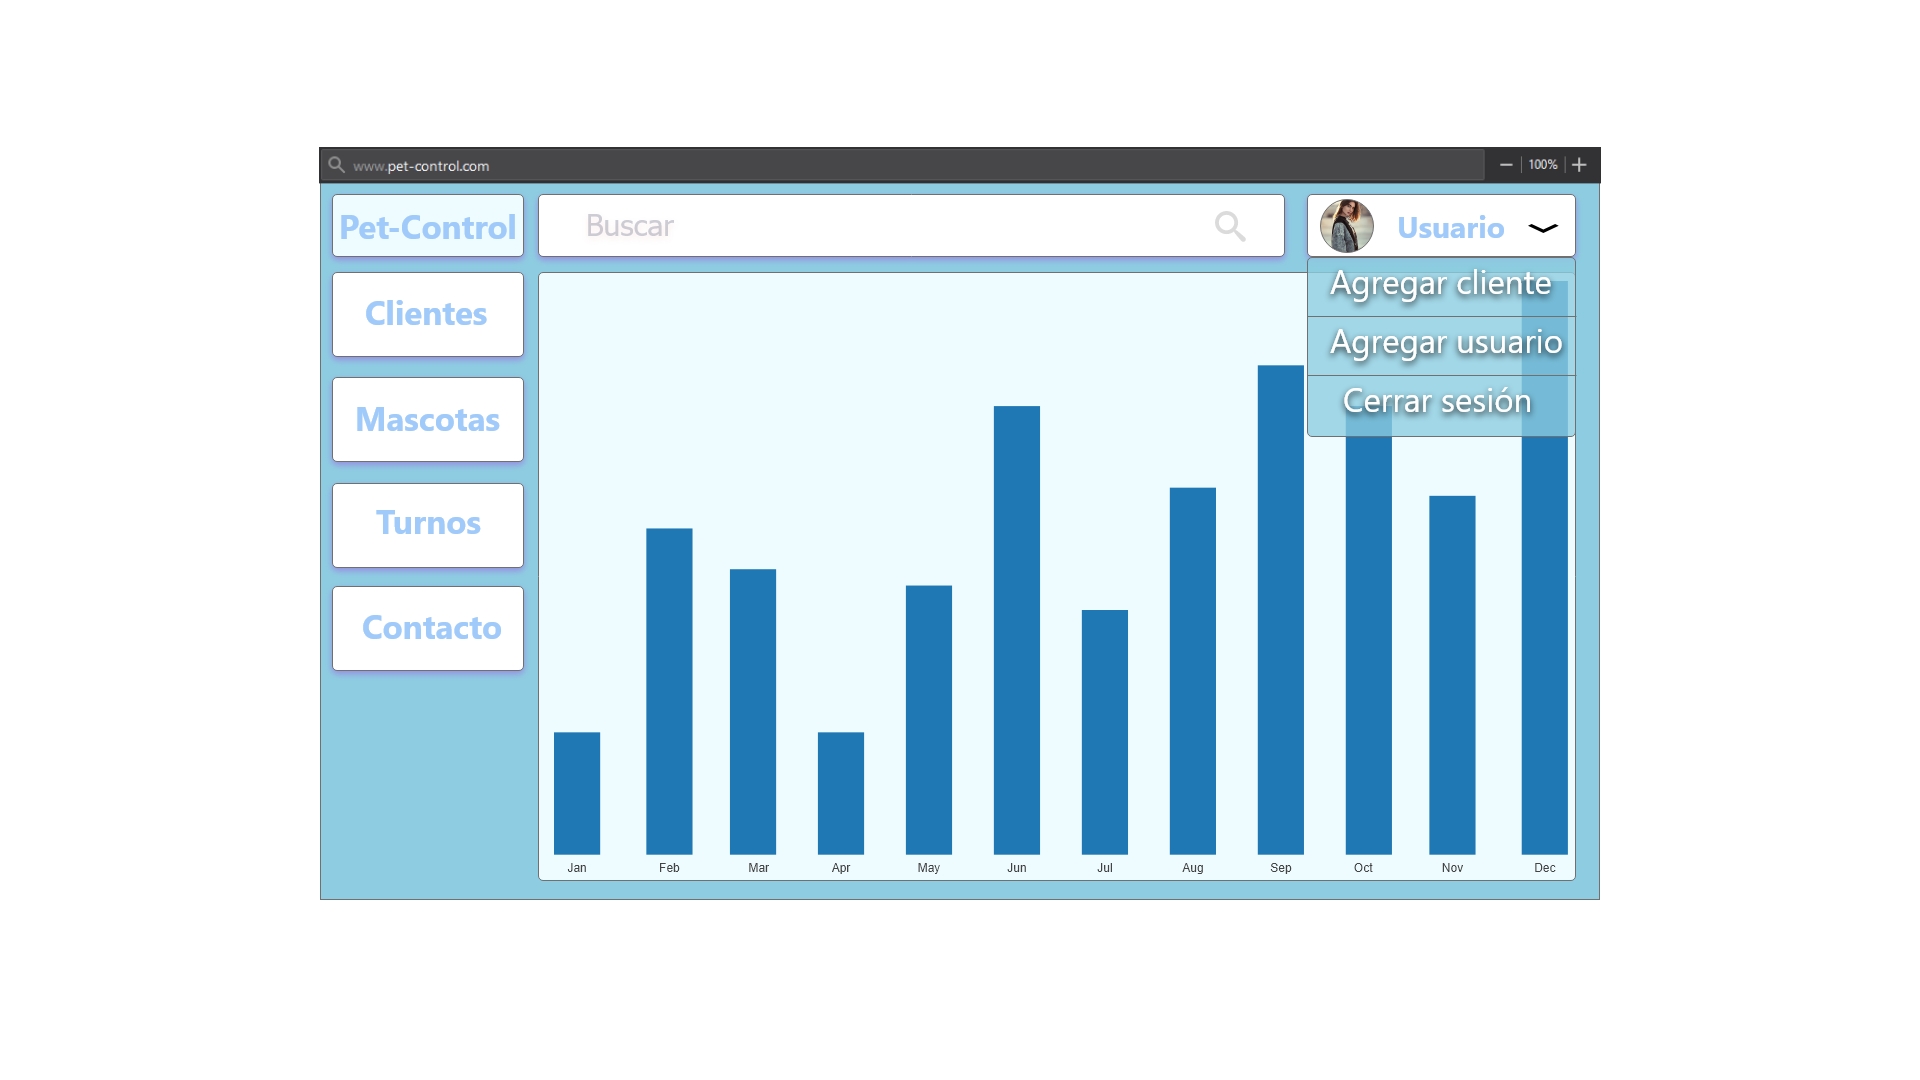 www.pet-control.com
100%
Pet-Control
Buscar
Usuario
Agregar cliente
Agregar usuario
Cerrar sesión
Clientes
Mascotas
Turnos
Contacto
Jan Feb Mar Apr May Jun Jul Aug Sep Oct Nov Dec